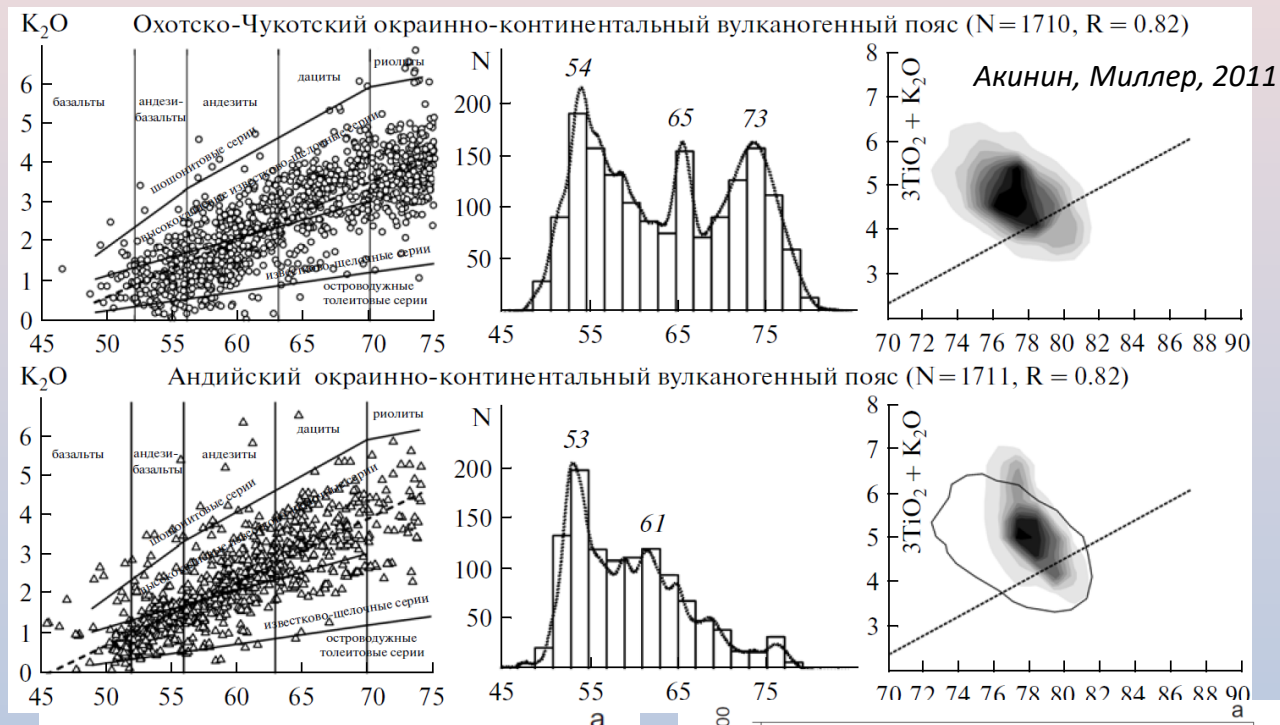 K₂O Охотско-Чукотский окраинно-континентальный вулканогенный пояс (N=1710, R = 0.82)
Акинин, Миллер, 2011
6
5
4
3
2
1
0
базальты
андези-
базальты
андезиты
дациты
риолиты
шошонитовые серии
высококалиевые известково-щелочные серии
известково-щелочные серии
островодужные
толеитовые серии
45 50 55 60 65 70 75
N
200
150
100
50
54
65
73
45 55 65 75
3TiO₂ + K₂O
8
7
6
5
4
3
70 72 74 76 78 80 82 84 86 88 90
K₂O Андийский окраинно-континентальный вулканогенный пояс (N=1711, R = 0.82)
6
5
4
3
2
1
0
базальты
андези-
базальты
андезиты
дациты
риолиты
шошонитовые серии
известково-щелочные серии
островодужные
толеитовые серии
45 50 55 60 65 70 75
N
200
150
100
50
53
61
45 55 65 75
3TiO₂ + K₂O
8
7
6
5
4
3
70 72 74 76 78 80 82 84 86 88 90
a
a